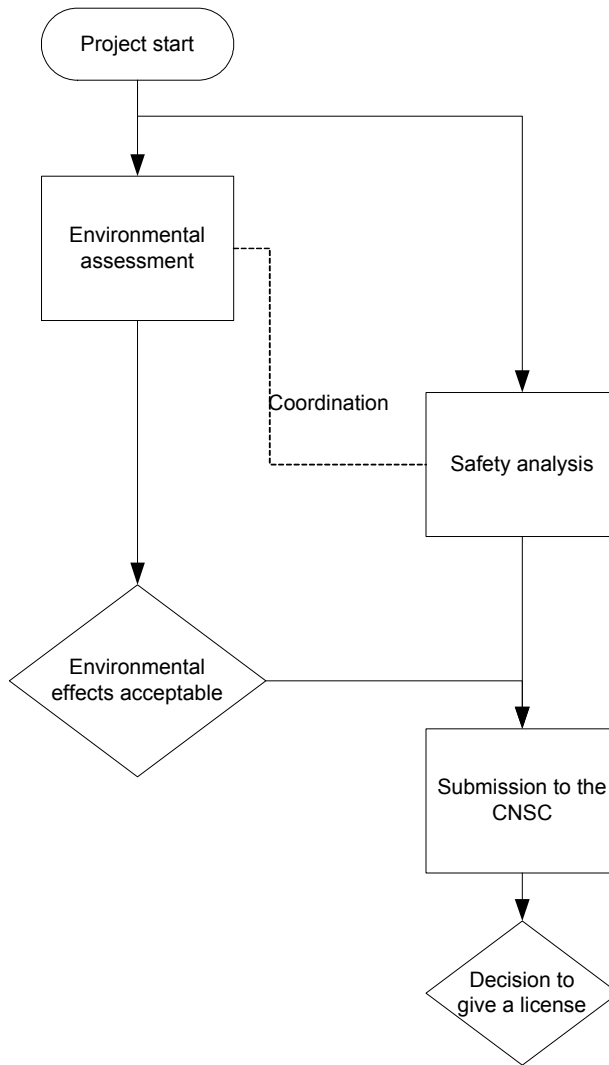 Project start
Environmental
assessment
Coordination
Safety analysis
Environmental
effects acceptable
Submission to the
CNSC
Decision to
give a license